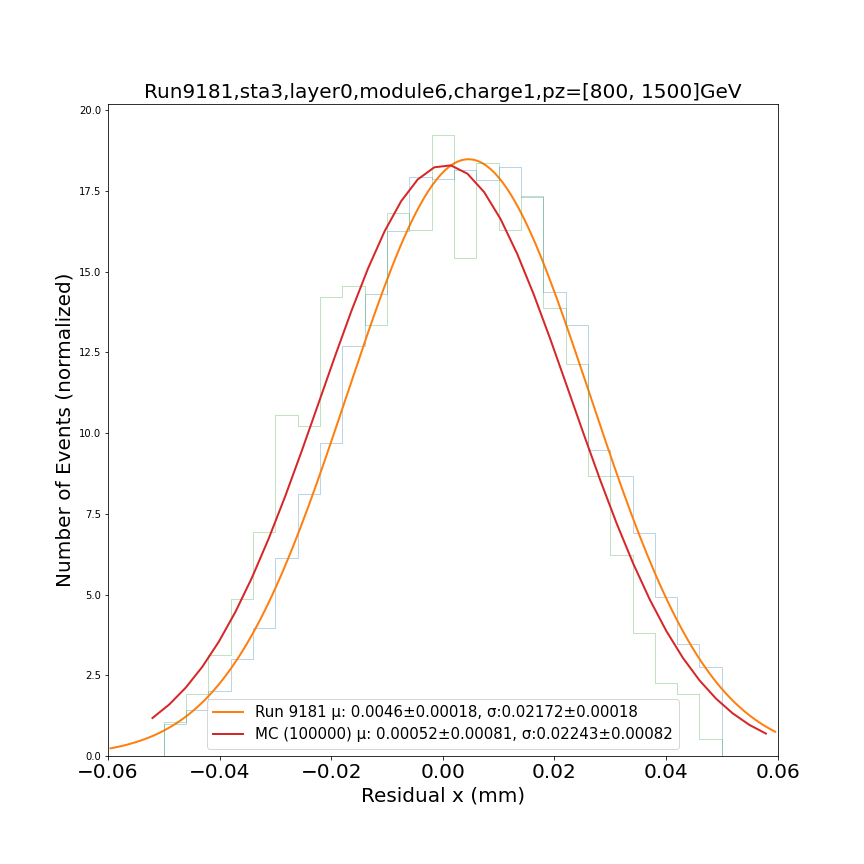 Run9181,sta3,layer0,module6,charge1,pz=[800, 1500]GeV
20.0
17.5
15.0
12.5
10.0
7.5
5.0
2.5
0.0
Number of Events (normalized)
Run 9181 μ: 0.0046±0.00018, σ:0.02172±0.00018
MC (100000) μ: 0.00052±0.00081, σ:0.02243±0.00082
−0.06 −0.04 −0.02 0.00 0.02 0.04 0.06
Residual x (mm)